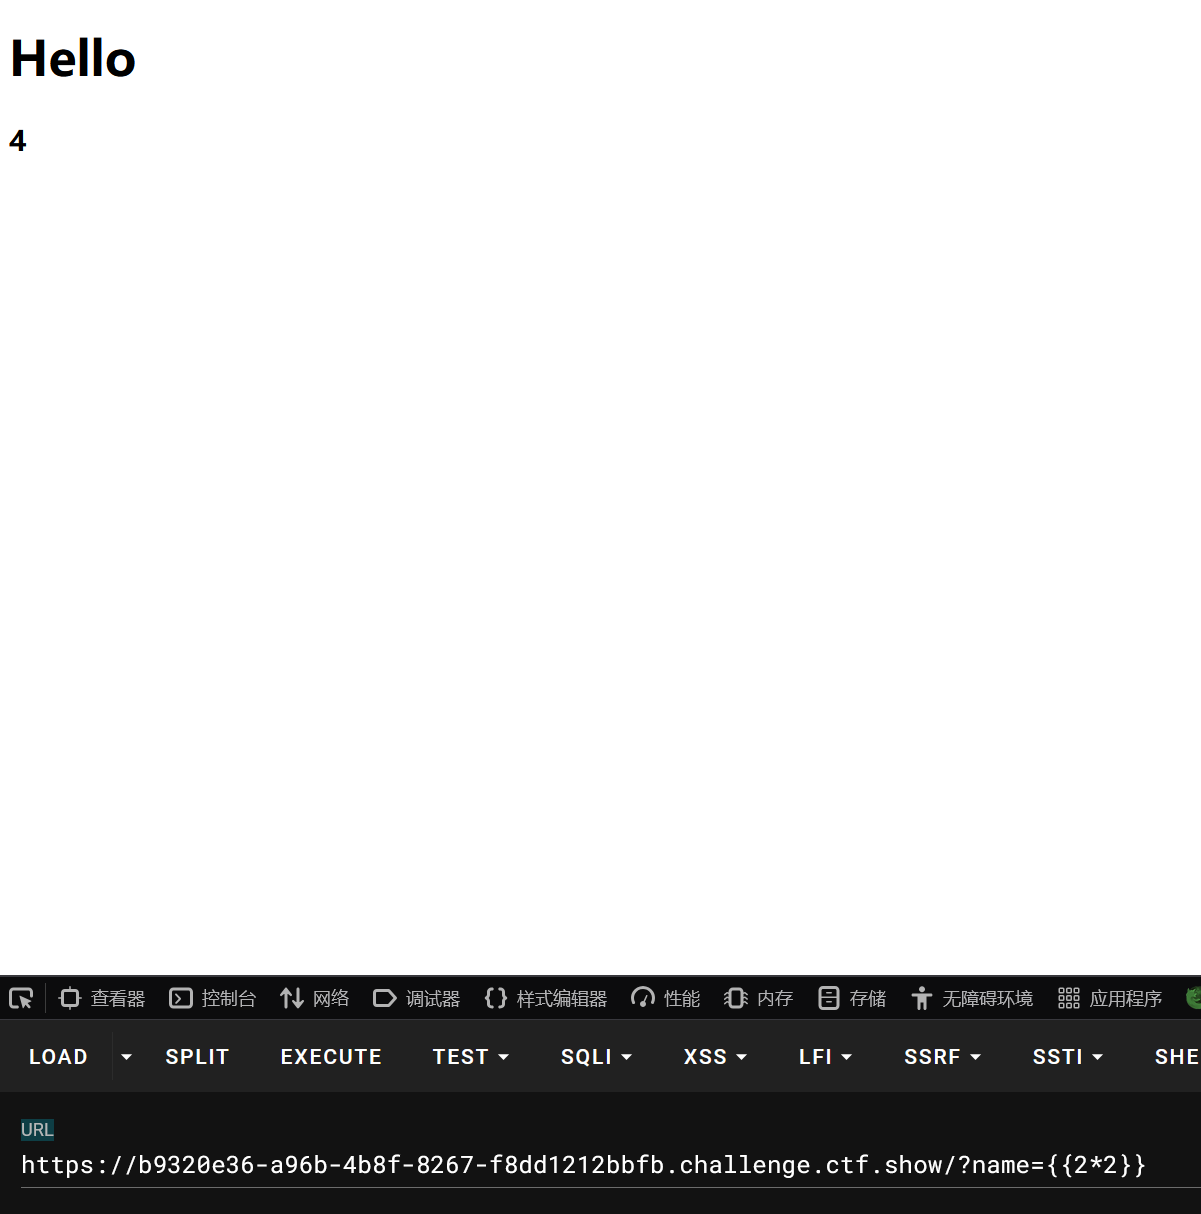 Hello
4
查看器 控制台 网络 调试器 样式编辑器 性能 内存 存储 无障碍环境 应用程序
LOAD SPLIT EXECUTE TEST SQLI XSS LFI SSRF SSTI SHE
URL
https://b9320e36-a96b-4b8f-8267-f8dd1212bbfb.challenge.ctf.show/?name={{2*2}}